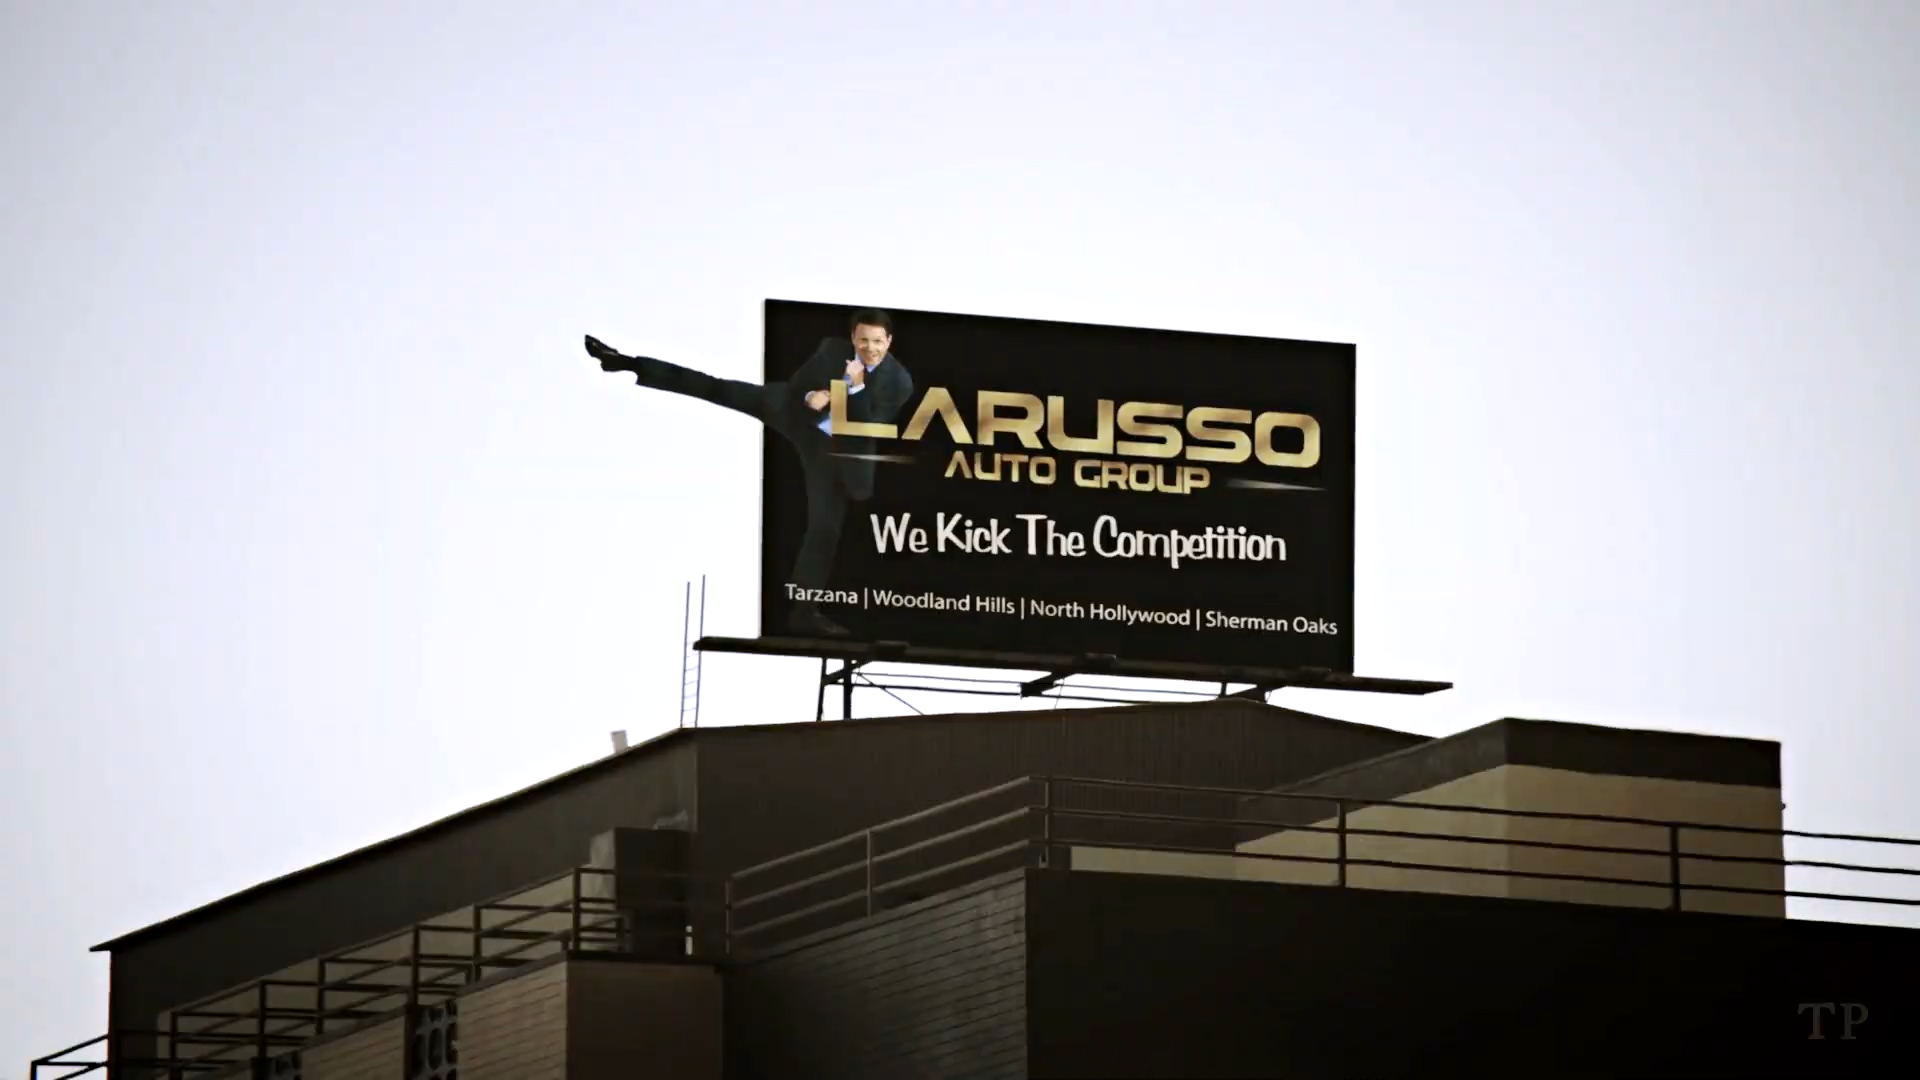 LARUSSO
AUTO GROUP
We Kick The Competition
Tarzana | Woodland Hills | North Hollywood | Sherman Oaks
TP